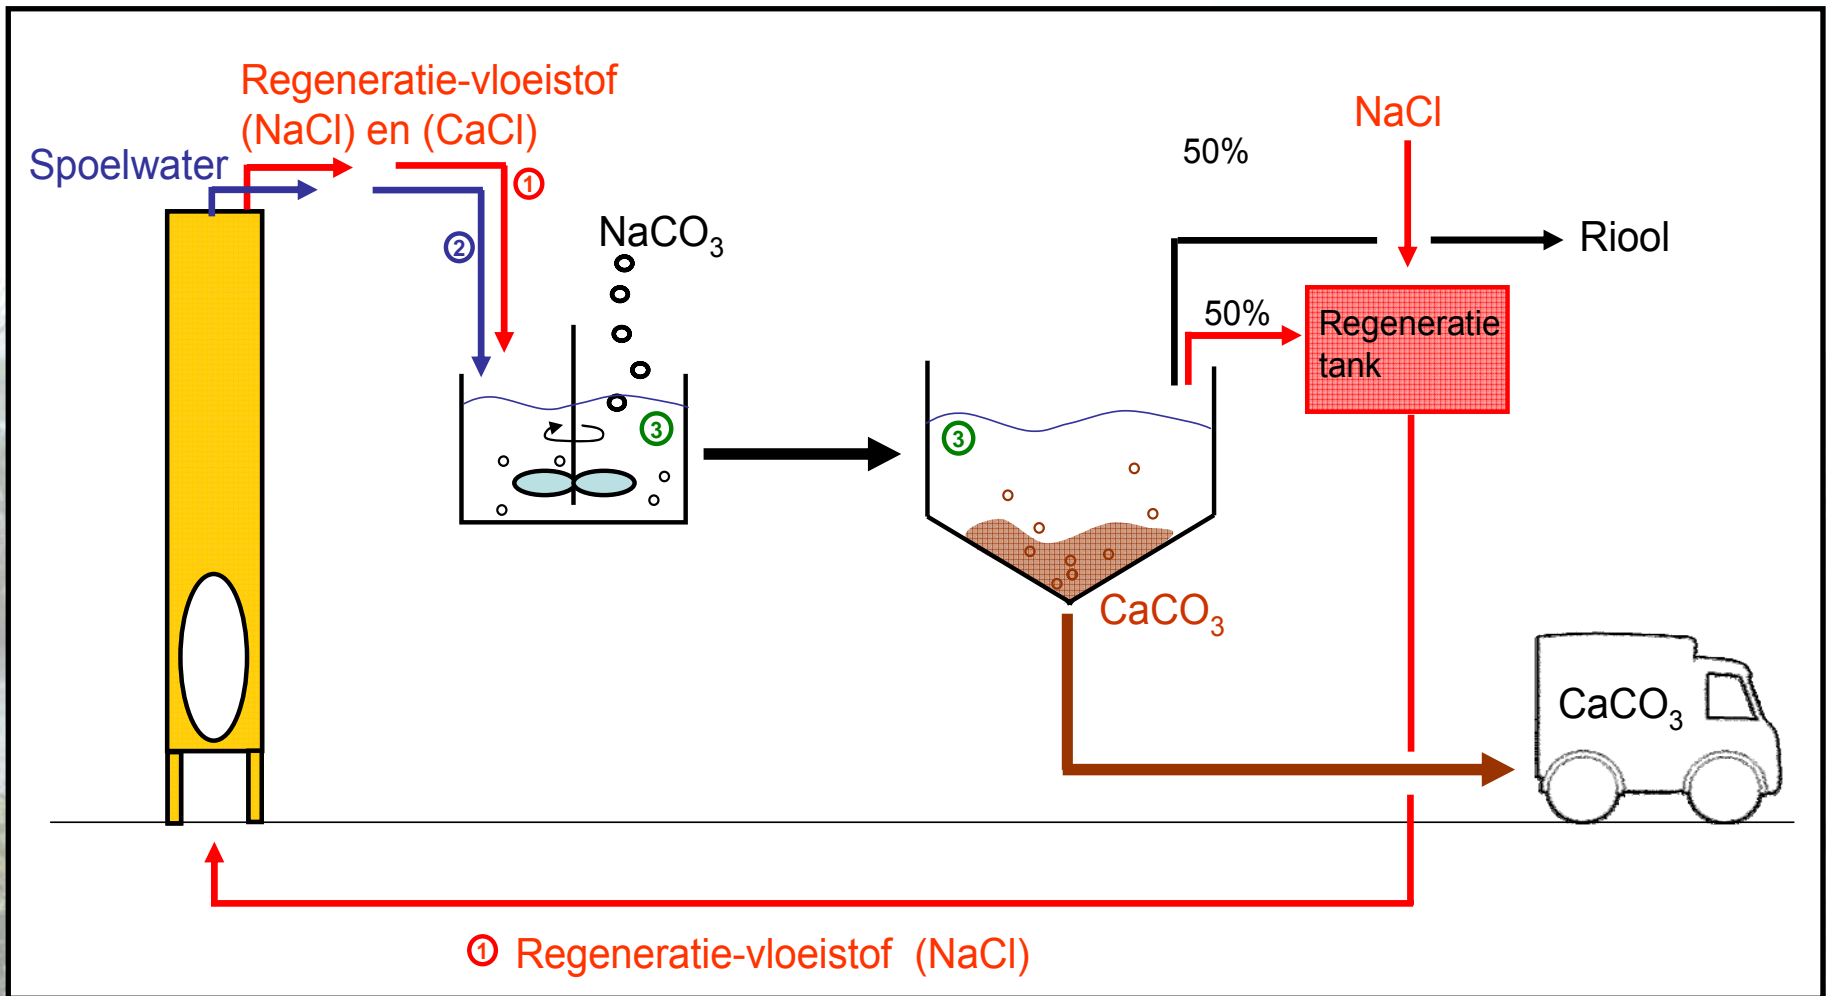 Regeneratie-vloeistof
(NaCl) en (CaCl)
Spoelwater
1
2
NaCO₃
3
50%
NaCl
Riool
50%
Regeneratie
tank
3
CaCO₃
CaCO₃
1 Regeneratie-vloeistof (NaCl)